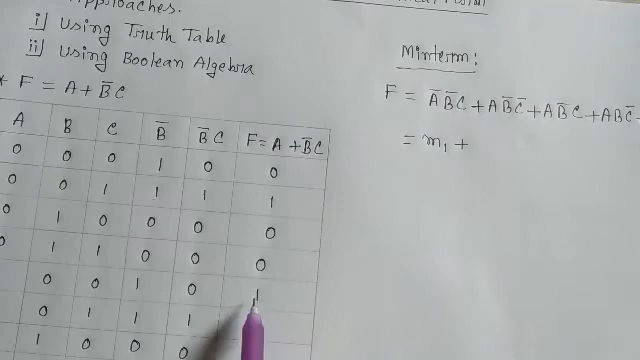 Approaches.
i) Using Truth Table
ii) Using Boolean Algebra
* F = A + B̅C
A B C B̅ B̅C F = A + B̅C
0 0 0 1 0 0
0 0 1 1 1 1
0 1 0 0 0 0
0 1 1 0 0 0
0 0 1 0 1
0 1 1 1
1 0 0 0
Minterm:
F = A̅B̅C + AB̅C̅ + AB̅C + ABC̅ +
= m₁ +